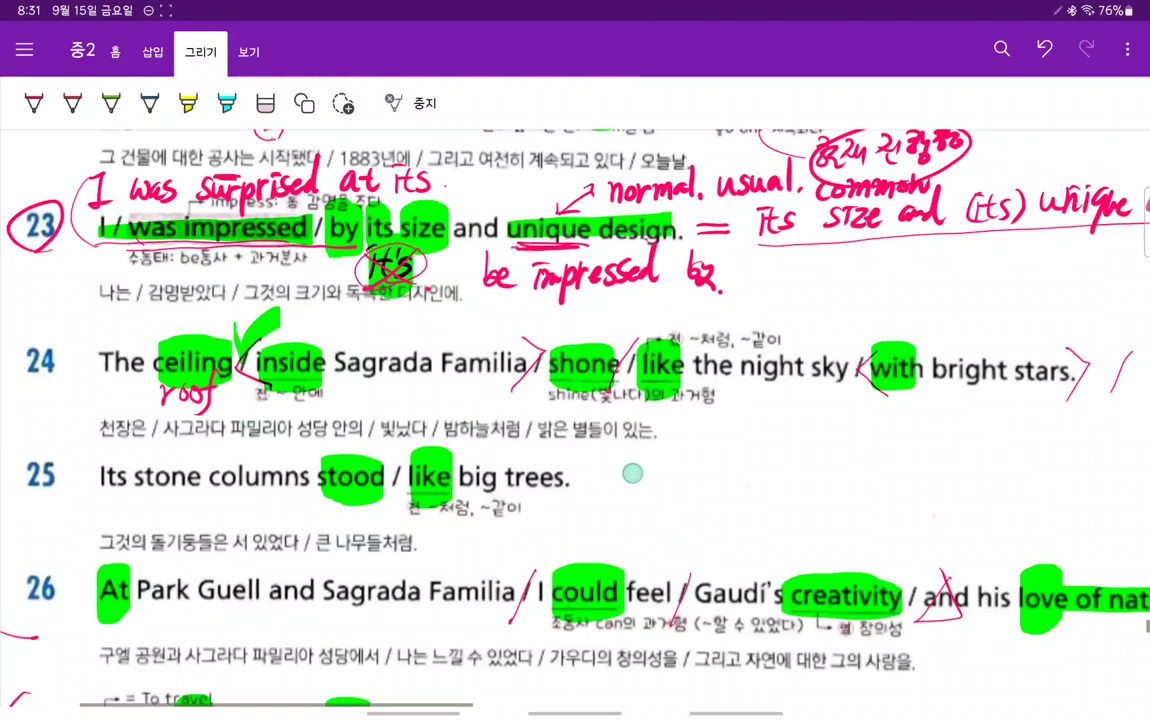 8:31 9월 15일 금요일 76%
중2 홈 삽입 그리기 보기
중지
그 건물에 대한 공사는 시작됐다 / 1883년에 / 그리고 여전히 계속되고 있다 / 오늘날.
I was surprised at its
normal. usual. common
impress: 동 감명을 주다
its size and (its) unique
23 I / was impressed / by its size and unique design. =
수동태: be동사 + 과거분사
it's
be impressed by
나는 / 감명받았다 / 그것의 크기와 독특한 디자인에.
전 ~처럼, ~같이
24 The ceiling / inside Sagrada Familia / shone / like the night sky / with bright stars.
roof
전 ~ 안에
shine(빛나다)의 과거형
천장은 / 사그라다 파밀리아 성당 안의 / 빛났다 / 밤하늘처럼 / 밝은 별들이 있는.
25 Its stone columns stood / like big trees.
전 ~처럼, ~같이
그것의 돌기둥들은 서 있었다 / 큰 나무들처럼.
26 At Park Guell and Sagrada Familia / I could feel / Gaudí's creativity / and his love of nat
조동사 can의 과거형 (~할 수 있었다) 명 창의성
구엘 공원과 사그라다 파밀리아 성당에서 / 나는 느낄 수 있었다 / 가우디의 창의성을 / 그리고 자연에 대한 그의 사랑을.
= To travel